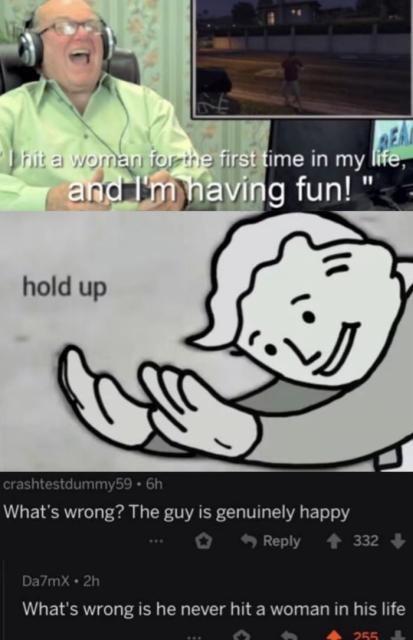 "I hit a woman for the first time in my life,
and I'm having fun! "
REA
hold up
crashtestdummy59 • 6h
What's wrong? The guy is genuinely happy
... Reply 332
Da7mX • 2h
What's wrong is he never hit a woman in his life
... 255